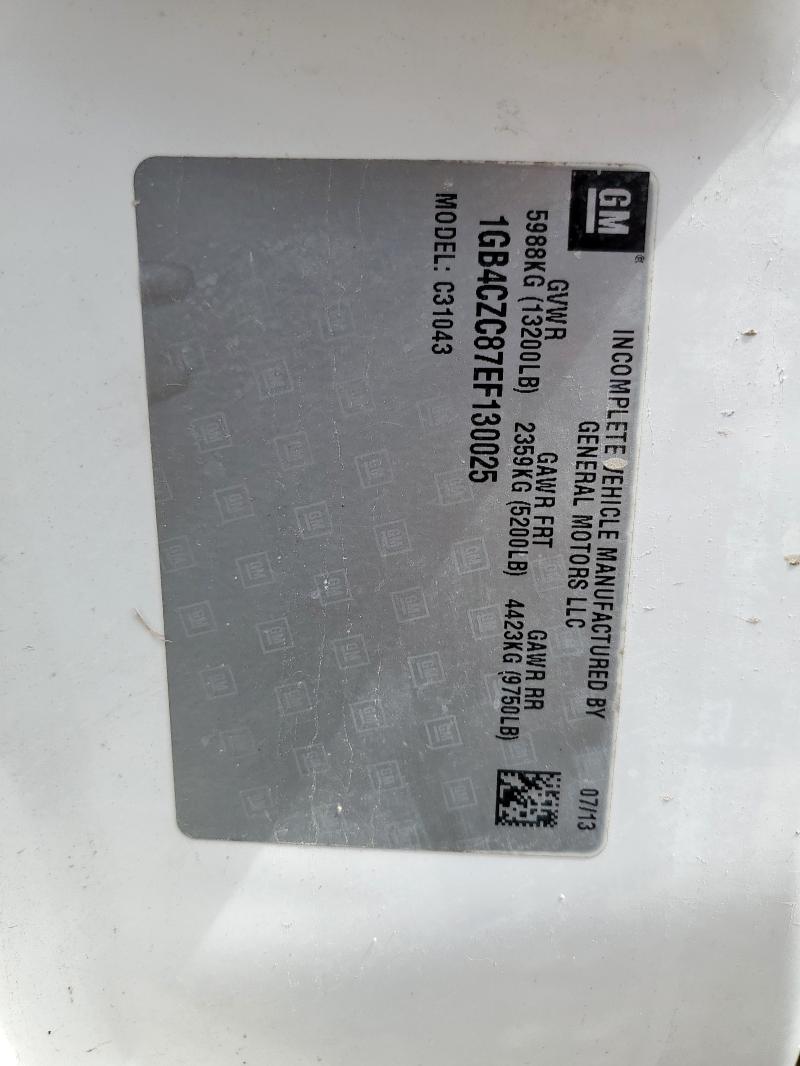 GM
INCOMPLETE VEHICLE MANUFACTURED BY
GENERAL MOTORS LLC
07/13
GVWR GAWR FRT GAWR RR
5988KG (13200LB) 2359KG (5200LB) 4423KG (9750LB)
1GB4CZC87EF130025
MODEL: C31043